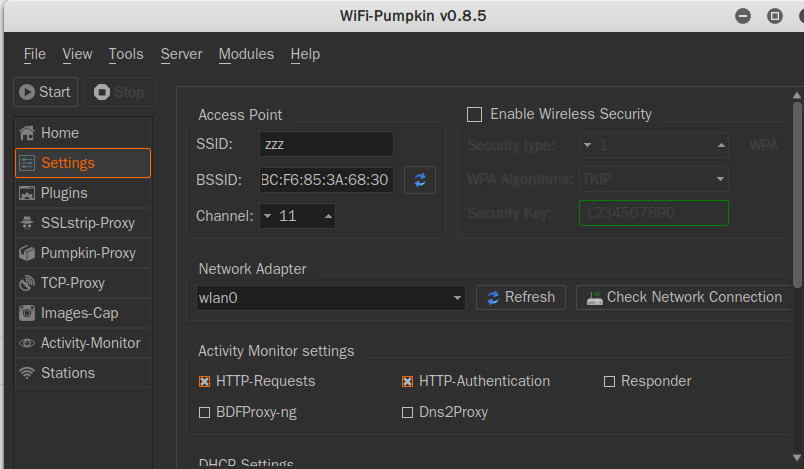 WiFi-Pumpkin v0.8.5
File View Tools Server Modules Help
Start Stop
Home
Settings
Plugins
SSLstrip-Proxy
Pumpkin-Proxy
TCP-Proxy
Images-Cap
Activity-Monitor
Stations
Access Point
SSID: zzz
BSSID: BC:F6:85:3A:68:30
Channel: 11
Enable Wireless Security
Security type: 1 WPA
WPA Algorithms: TKIP
Security Key: 1234567890
Network Adapter
wlan0 Refresh Check Network Connection
Activity Monitor settings
HTTP-Requests HTTP-Authentication Responder
BDFProxy-ng Dns2Proxy
DHCP Settings